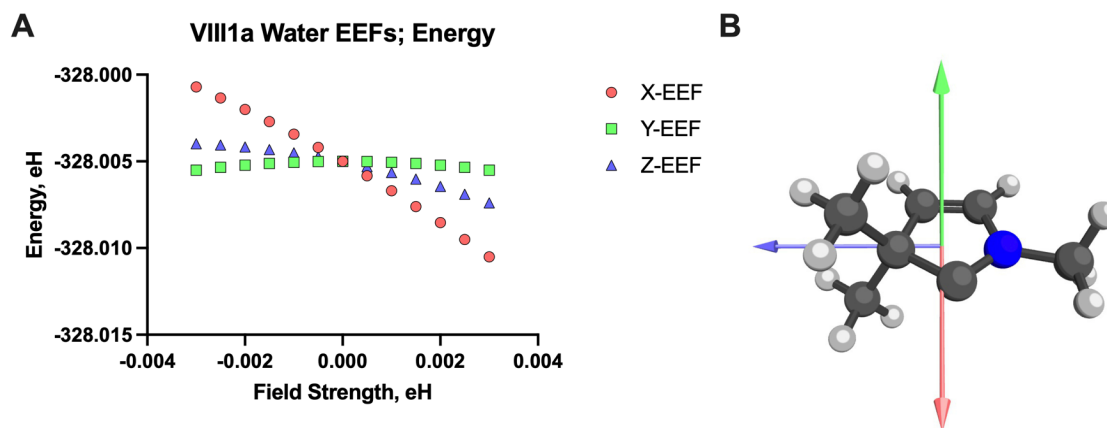 A
VIII1a Water EEFs; Energy
B
-328.000
-328.005
-328.010
-328.015
Energy, eH
-0.004
-0.002
0.000
0.002
0.004
Field Strength, eH
X-EEF
Y-EEF
Z-EEF